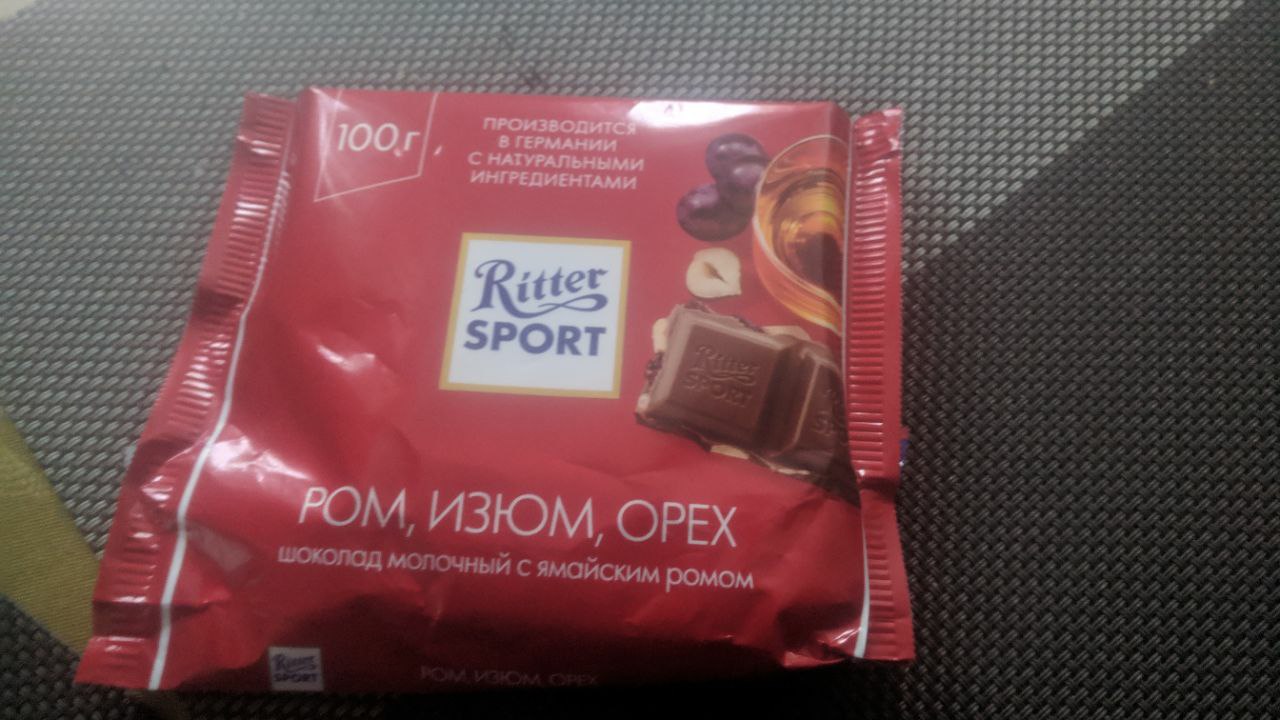 100 г
ПРОИЗВОДИТСЯ
В ГЕРМАНИИ
С НАТУРАЛЬНЫМИ
ИНГРЕДИЕНТАМИ
Ritter
SPORT
Ritter
SPORT
РОМ, ИЗЮМ, ОРЕХ
шоколад молочный с ямайским ромом
Ritter
SPORT
РОМ, ИЗЮМ, ОРЕХ